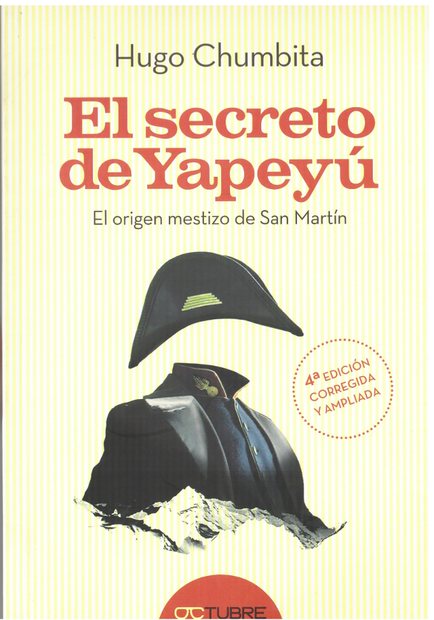 Hugo Chumbita
El secreto
de Yapeyú
El origen mestizo de San Martín
4ª EDICIÓN
CORREGIDA
Y AMPLIADA
OCTUBRE